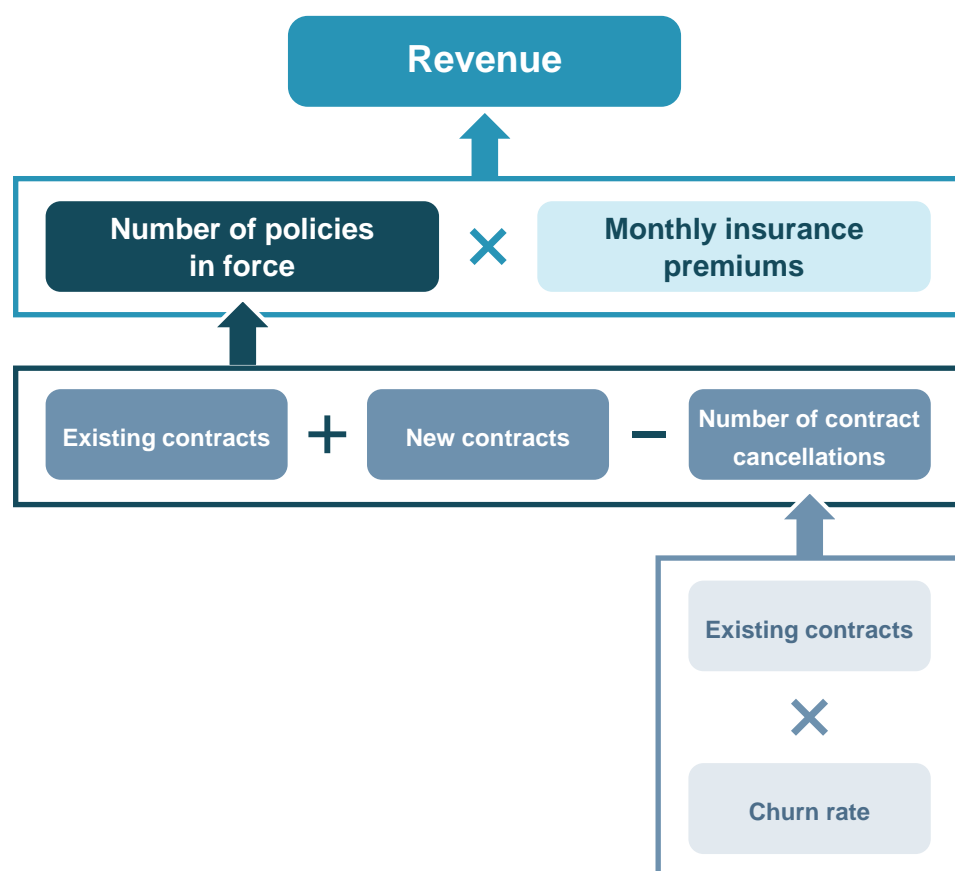 Revenue
Number of policies
in force
×
Monthly insurance
premiums
Existing contracts
+
New contracts
−
Number of contract
cancellations
Existing contracts
×
Churn rate